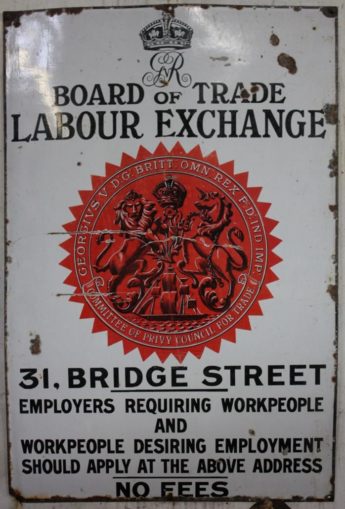 GR
BOARD OF TRADE
LABOUR EXCHANGE
GEORGIVS V D.G. BRITT. OMN. REX F.D. IND. IMP.
COMMITTEE OF PRIVY COUNCIL FOR TRADE
31, BRIDGE STREET
EMPLOYERS REQUIRING WORKPEOPLE
AND
WORKPEOPLE DESIRING EMPLOYMENT
SHOULD APPLY AT THE ABOVE ADDRESS
NO FEES